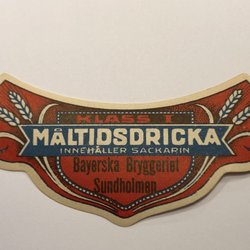 KLASS I
MÅLTIDSDRICKA
INNEHÅLLER SACKARIN
Bayerska Bryggeriet
Sundholmen